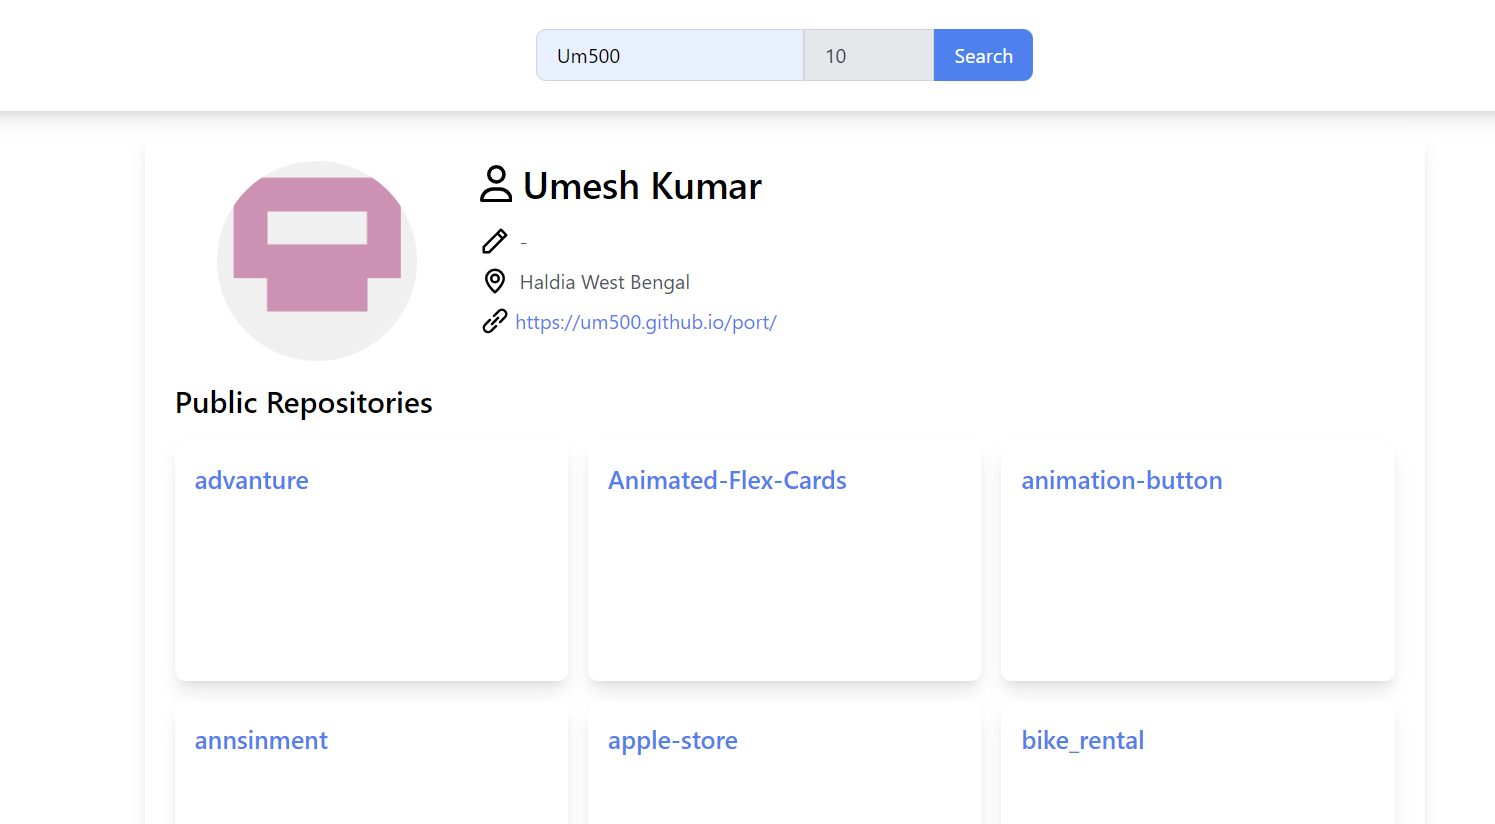 Um500 10 Search
Umesh Kumar
-
Haldia West Bengal
https://um500.github.io/port/
Public Repositories
advanture Animated-Flex-Cards animation-button
annsinment apple-store bike_rental